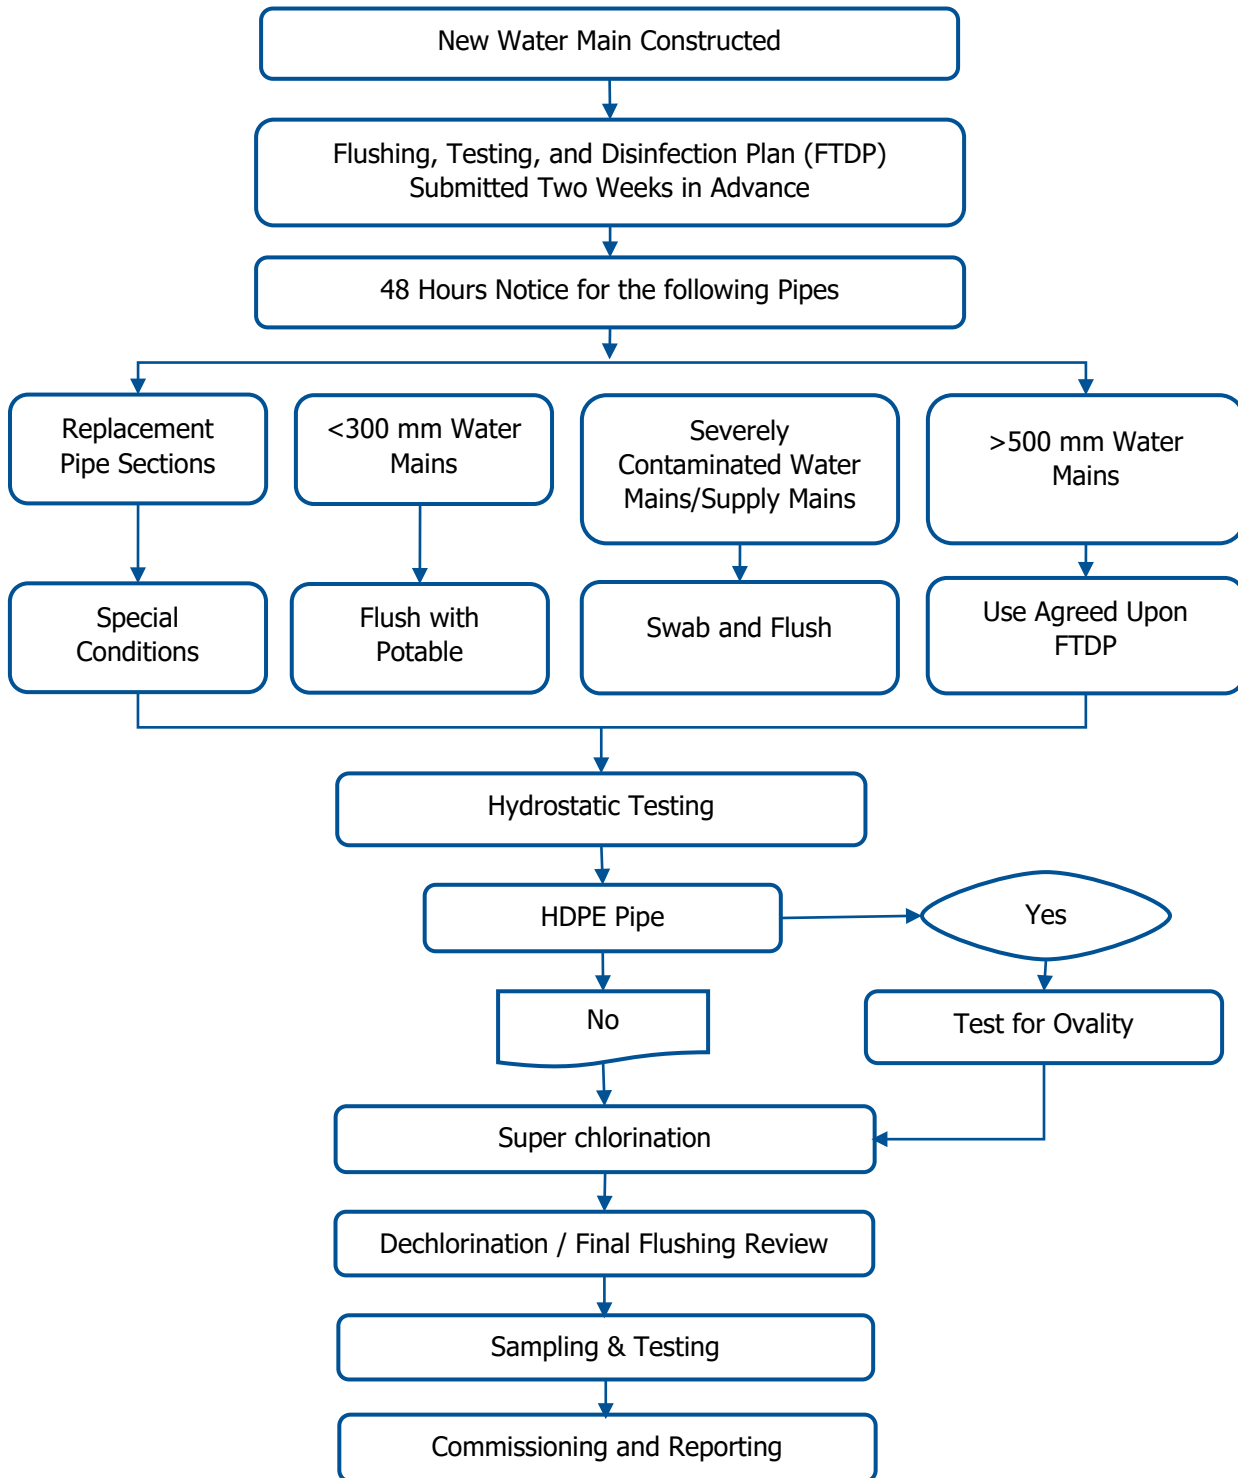 New Water Main Constructed
Flushing, Testing, and Disinfection Plan (FTDP)
Submitted Two Weeks in Advance
48 Hours Notice for the following Pipes
Replacement
Pipe Sections
<300 mm Water
Mains
Severely
Contaminated Water
Mains/Supply Mains
>500 mm Water
Mains
Special
Conditions
Flush with
Potable
Swab and Flush
Use Agreed Upon
FTDP
Hydrostatic Testing
HDPE Pipe
Yes
No
Test for Ovality
Super chlorination
Dechlorination / Final Flushing Review
Sampling & Testing
Commissioning and Reporting